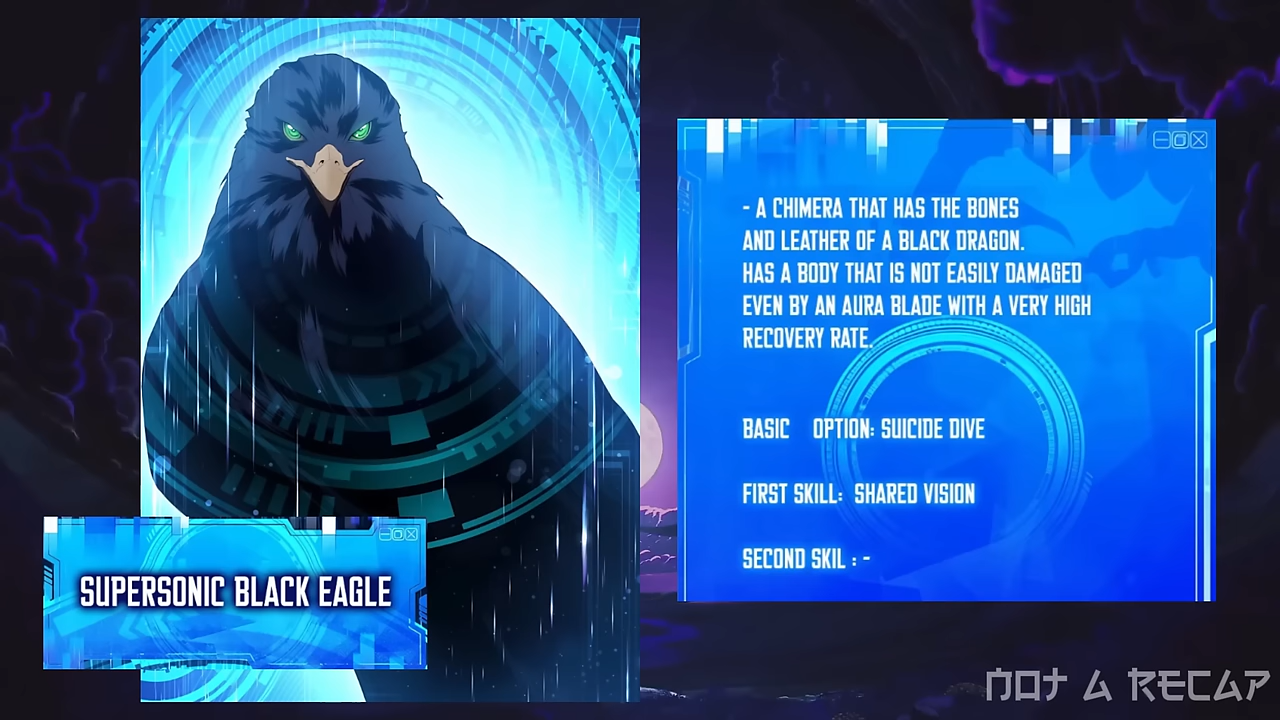 - A CHIMERA THAT HAS THE BONES
AND LEATHER OF A BLACK DRAGON.
HAS A BODY THAT IS NOT EASILY DAMAGED
EVEN BY AN AURA BLADE WITH A VERY HIGH
RECOVERY RATE.
BASIC OPTION: SUICIDE DIVE
FIRST SKILL: SHARED VISION
SECOND SKIL : -
SUPERSONIC BLACK EAGLE
NOT A RECAP